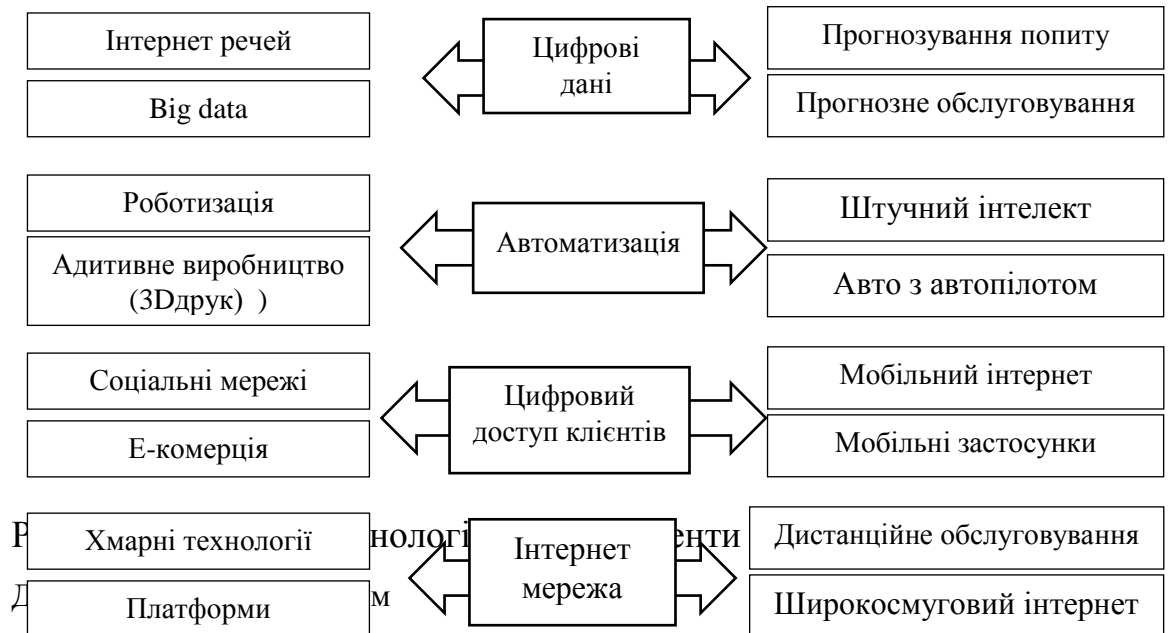 Інтернет речей
Big data
Цифрові
дані
Прогнозування попиту
Прогнозне обслуговування
Роботизація
Адитивне виробництво
(3Dдрук) )
Автоматизація
Штучний інтелект
Авто з автопілотом
Соціальні мережі
Е-комерція
Цифровий
доступ клієнтів
Мобільний інтернет
Мобільні застосунки
Хмарні технології
Платформи
Інтернет
мережа
Дистанційне обслуговування
Широкосмуговий інтернет